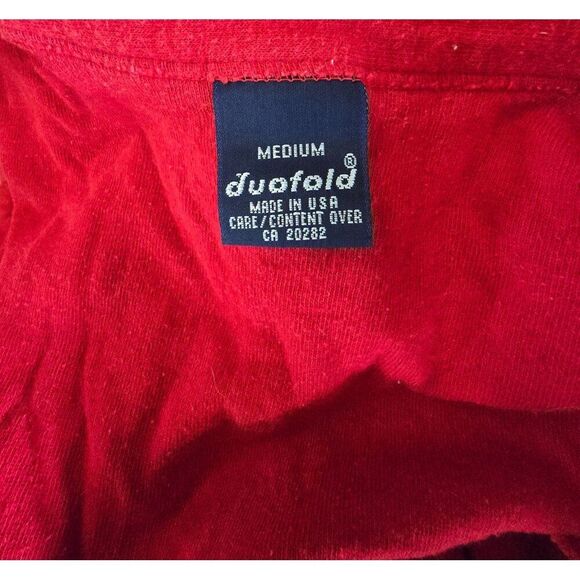 MEDIUM
duofold®
MADE IN USA
CARE/CONTENT OVER
CA 20282